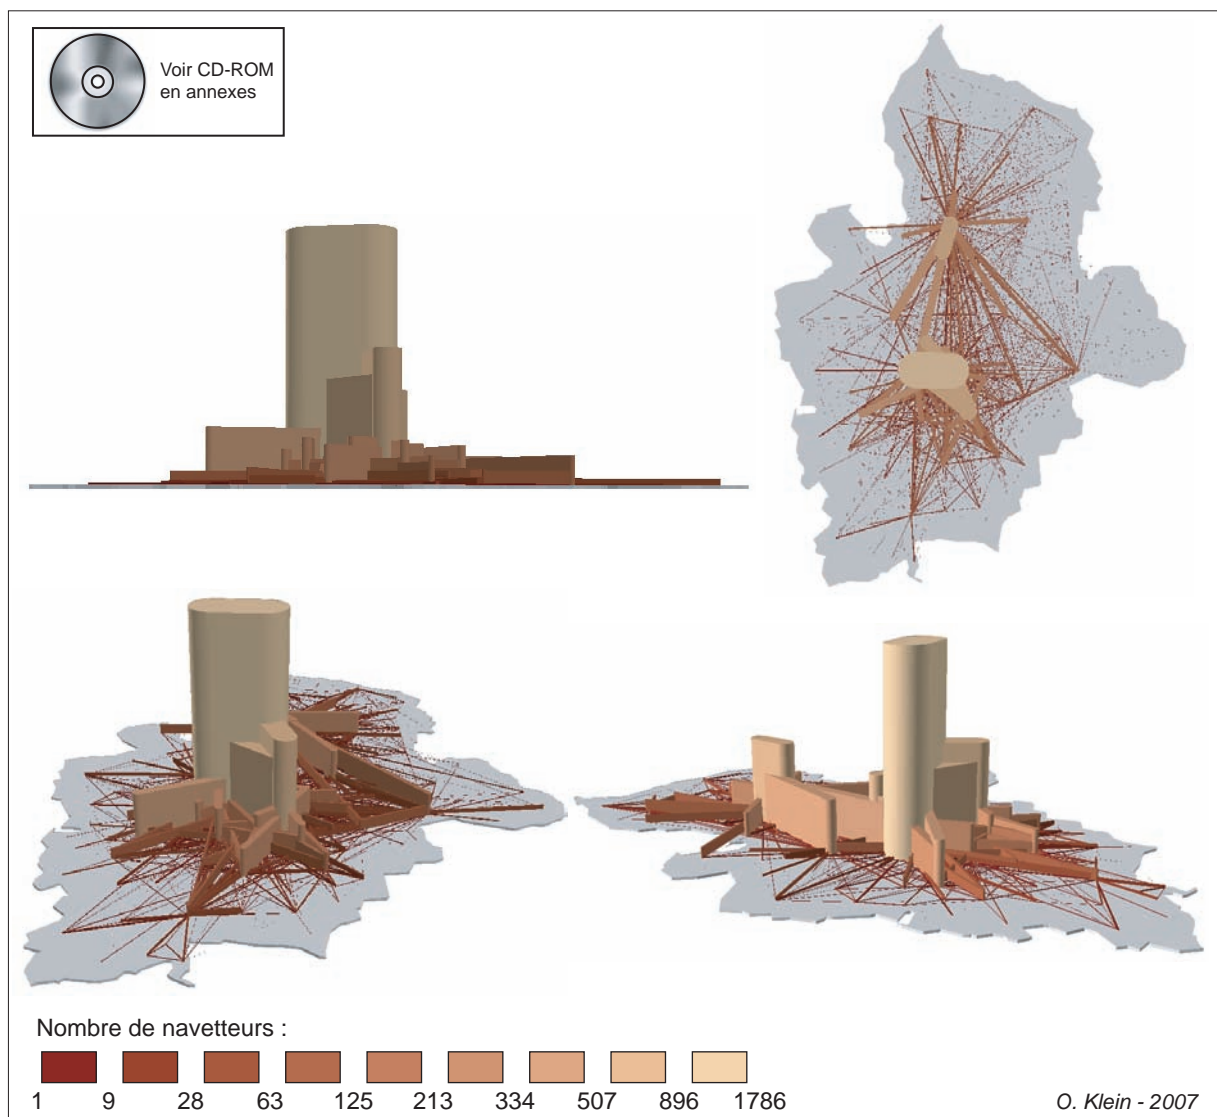 Voir CD-ROM
en annexes
Nombre de navetteurs :
1 9 28 63 125 213 334 507 896 1786
O. Klein - 2007